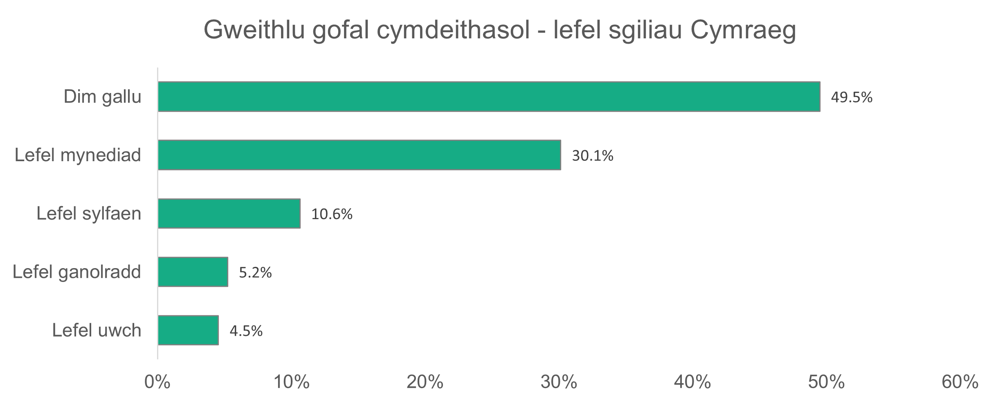 Gweithlu gofal cymdeithasol - lefel sgiliau Cymraeg
Dim gallu 49.5%
Lefel mynediad 30.1%
Lefel sylfaen 10.6%
Lefel ganolradd 5.2%
Lefel uwch 4.5%
0% 10% 20% 30% 40% 50% 60%